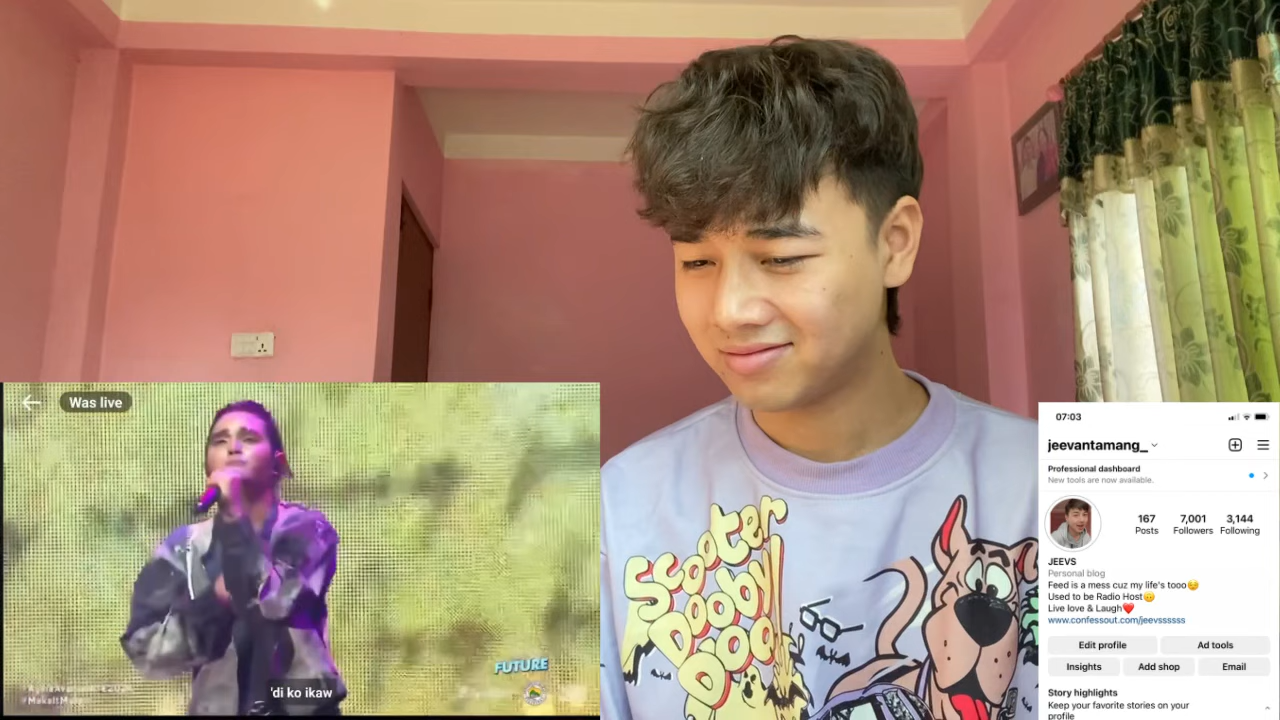 Was live
FUTURE
'di ko ikaw
Scooter
Dooby
Doo
07:03
jeevantamang_
Professional dashboard
New tools are now available.
167
7,001
3,144
Posts
Followers
Following
JEEVS
Personal blog
Feed is a mess cuz my life's tooo😔
Used to be Radio Host🙂
Live love & Laugh❤️
www.confessout.com/jeevssssss
Edit profile
Ad tools
Insights
Add shop
Email
Story highlights
Keep your favorite stories on your
profile